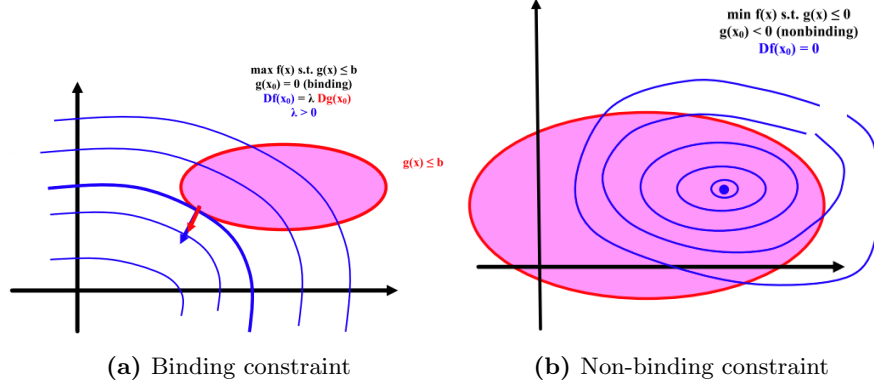 max f(x) s.t. g(x) ≤ b
g(x₀) = 0 (binding)
Df(x₀) = λ Dg(x₀)
λ > 0
g(x) ≤ b
min f(x) s.t. g(x) ≤ 0
g(x₀) < 0 (nonbinding)
Df(x₀) = 0
(a) Binding constraint
(b) Non-binding constraint